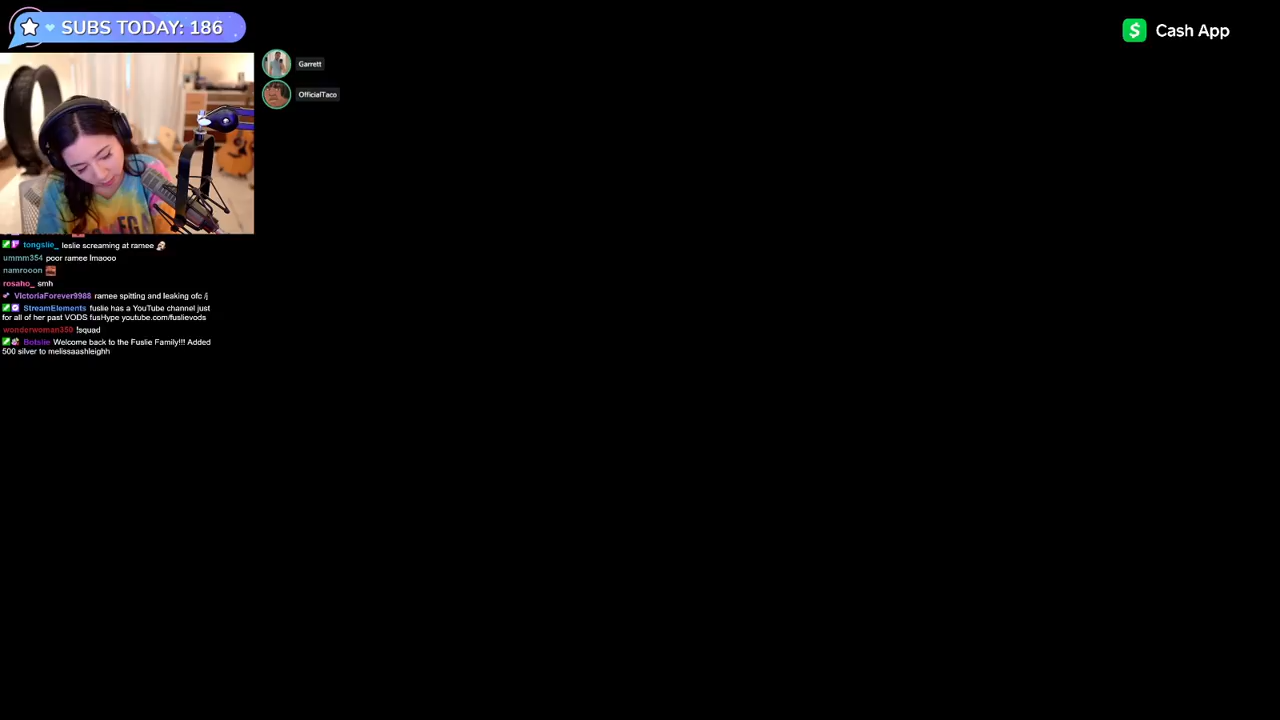 SUBS TODAY: 186
Cash App
Garrett
OfficialTaco
tongslie_ leslie screaming at ramee
ummm354 poor ramee lmaooo
namrooon
rosaho_ smh
VictoriaForever9988 ramee spitting and leaking ofc /j
StreamElements fuslie has a YouTube channel just
for all of her past VODS fusHype youtube.com/fuslievods
wonderwoman350 !squad
Botslie Welcome back to the Fuslie Family!!! Added
500 silver to melissaashleighh